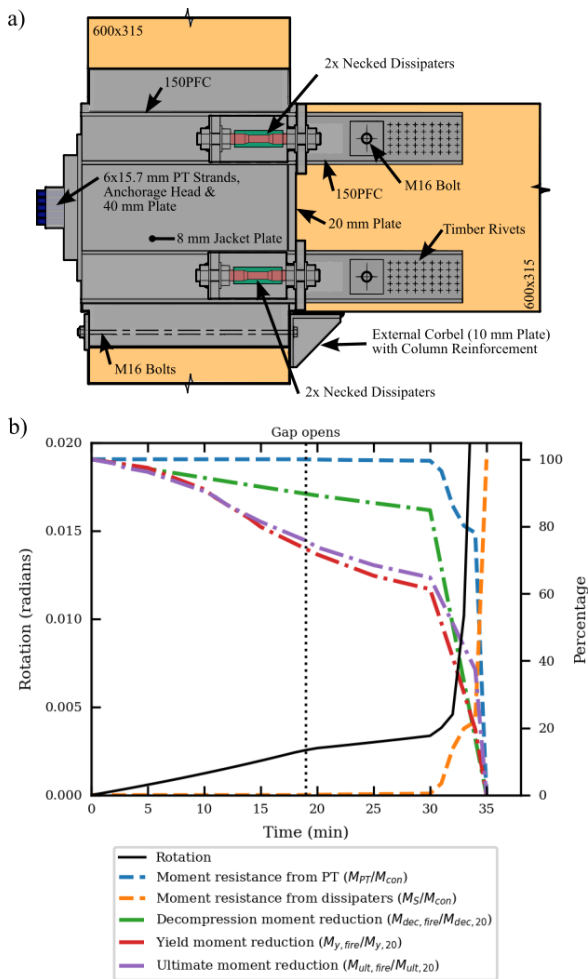 a)
600x315
2x Necked Dissipaters
150PFC
6x15.7 mm PT Strands,
Anchorage Head &
40 mm Plate
150PFC
M16 Bolt
20 mm Plate
Timber Rivets
8 mm Jacket Plate
600x315
External Corbel (10 mm Plate)
with Column Reinforcement
M16 Bolts
2x Necked Dissipaters
b)
Gap opens
0.020
0.015
0.010
0.005
0.000
Rotation (radians)
100
80
60
40
20
0
Percentage
0 5 10 15 20 25 30 35
Time (min)
Rotation
Moment resistance from PT (M_PT/M_con)
Moment resistance from dissipaters (M_S/M_con)
Decompression moment reduction (M_dec,fire/M_dec,20)
Yield moment reduction (M_y,fire/M_y,20)
Ultimate moment reduction (M_ult,fire/M_ult,20)